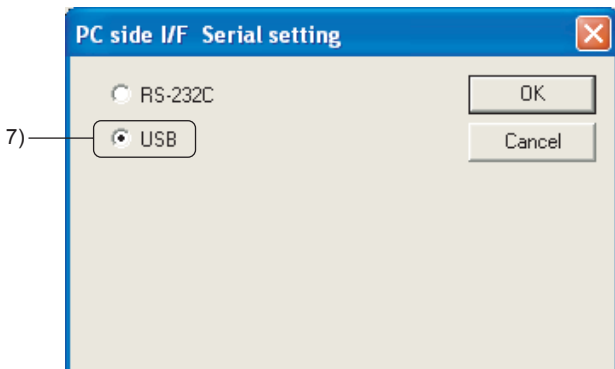 PC side I/F Serial setting
RS-232C
OK
7)
USB
Cancel